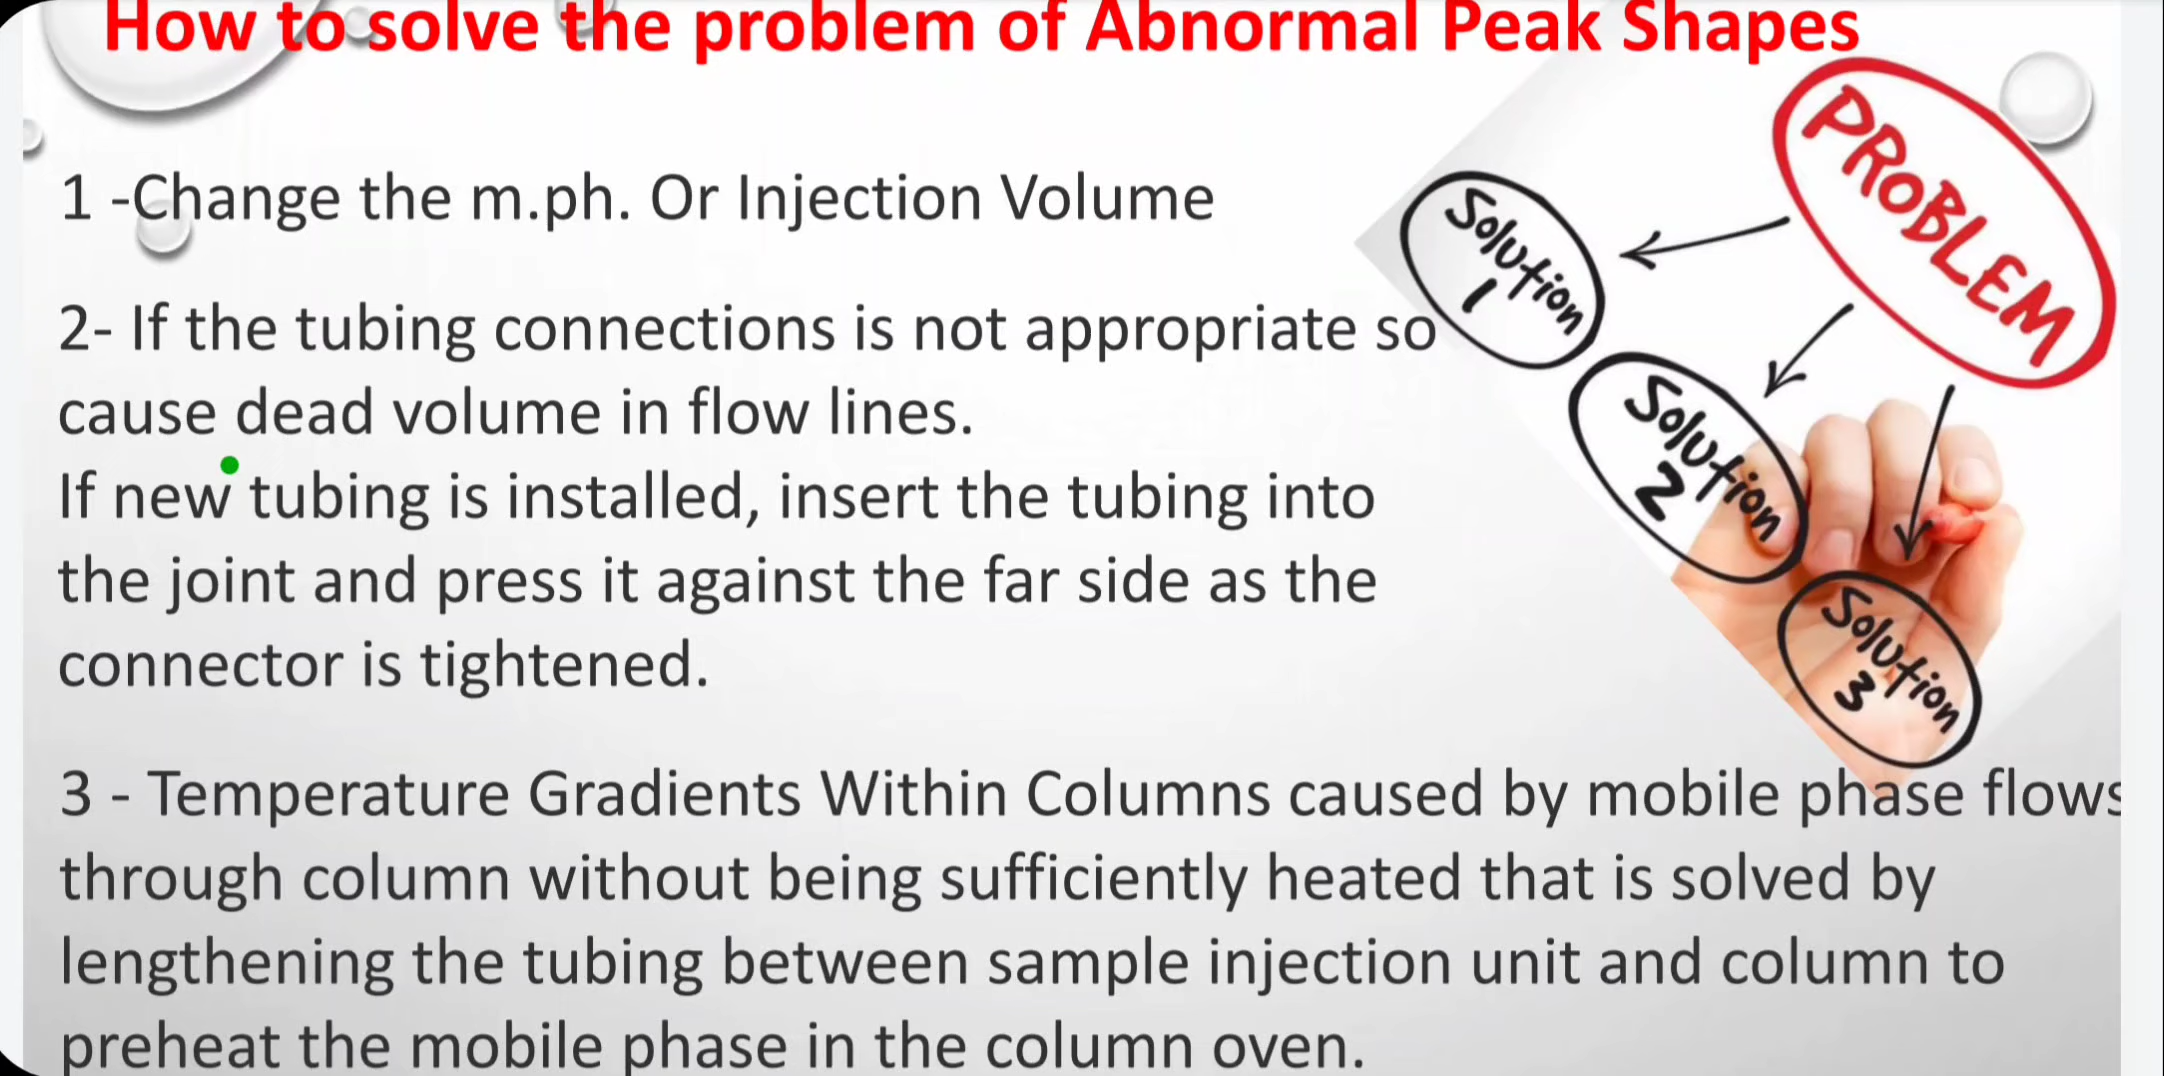 How to solve the problem of Abnormal Peak Shapes
1 -Change the m.ph. Or Injection Volume
2- If the tubing connections is not appropriate so
cause dead volume in flow lines.
If new tubing is installed, insert the tubing into
the joint and press it against the far side as the
connector is tightened.
3 - Temperature Gradients Within Columns caused by mobile phase flows
through column without being sufficiently heated that is solved by
lengthening the tubing between sample injection unit and column to
preheat the mobile phase in the column oven.
PROBLEM
Solution
1
Solution
2
Solution
3